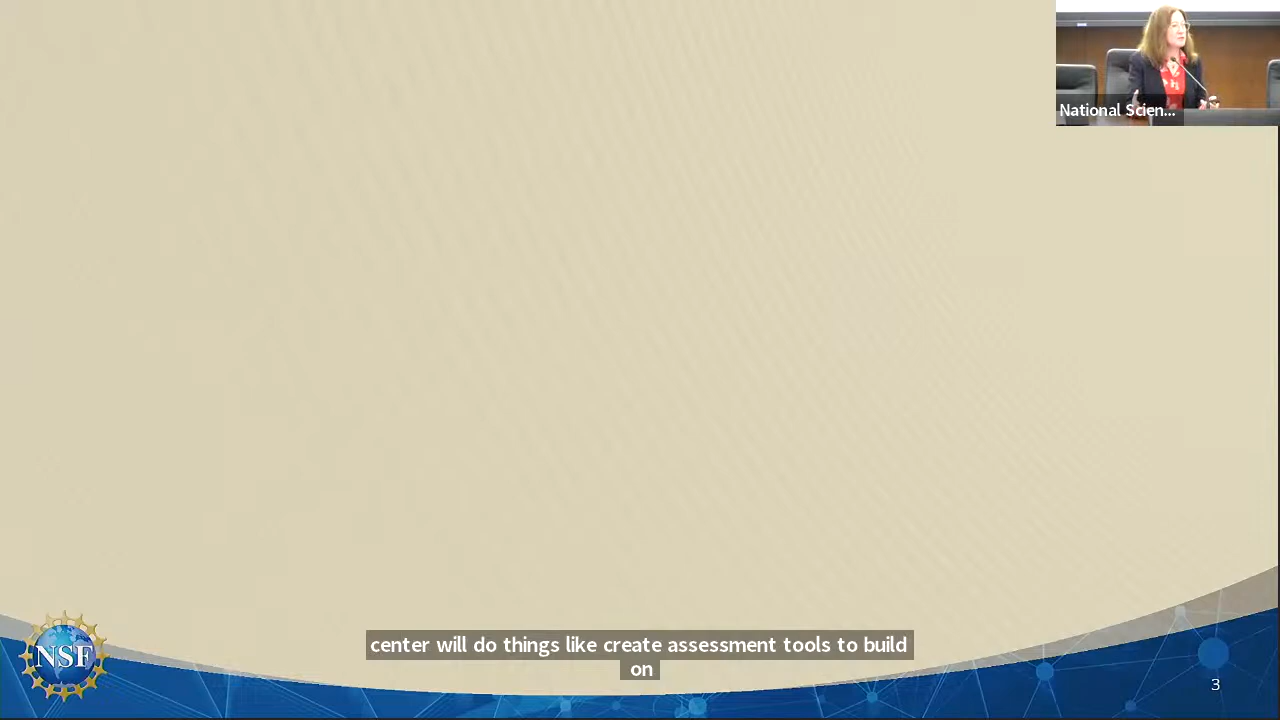 National Scien...
center will do things like create assessment tools to build
on
NSF
3